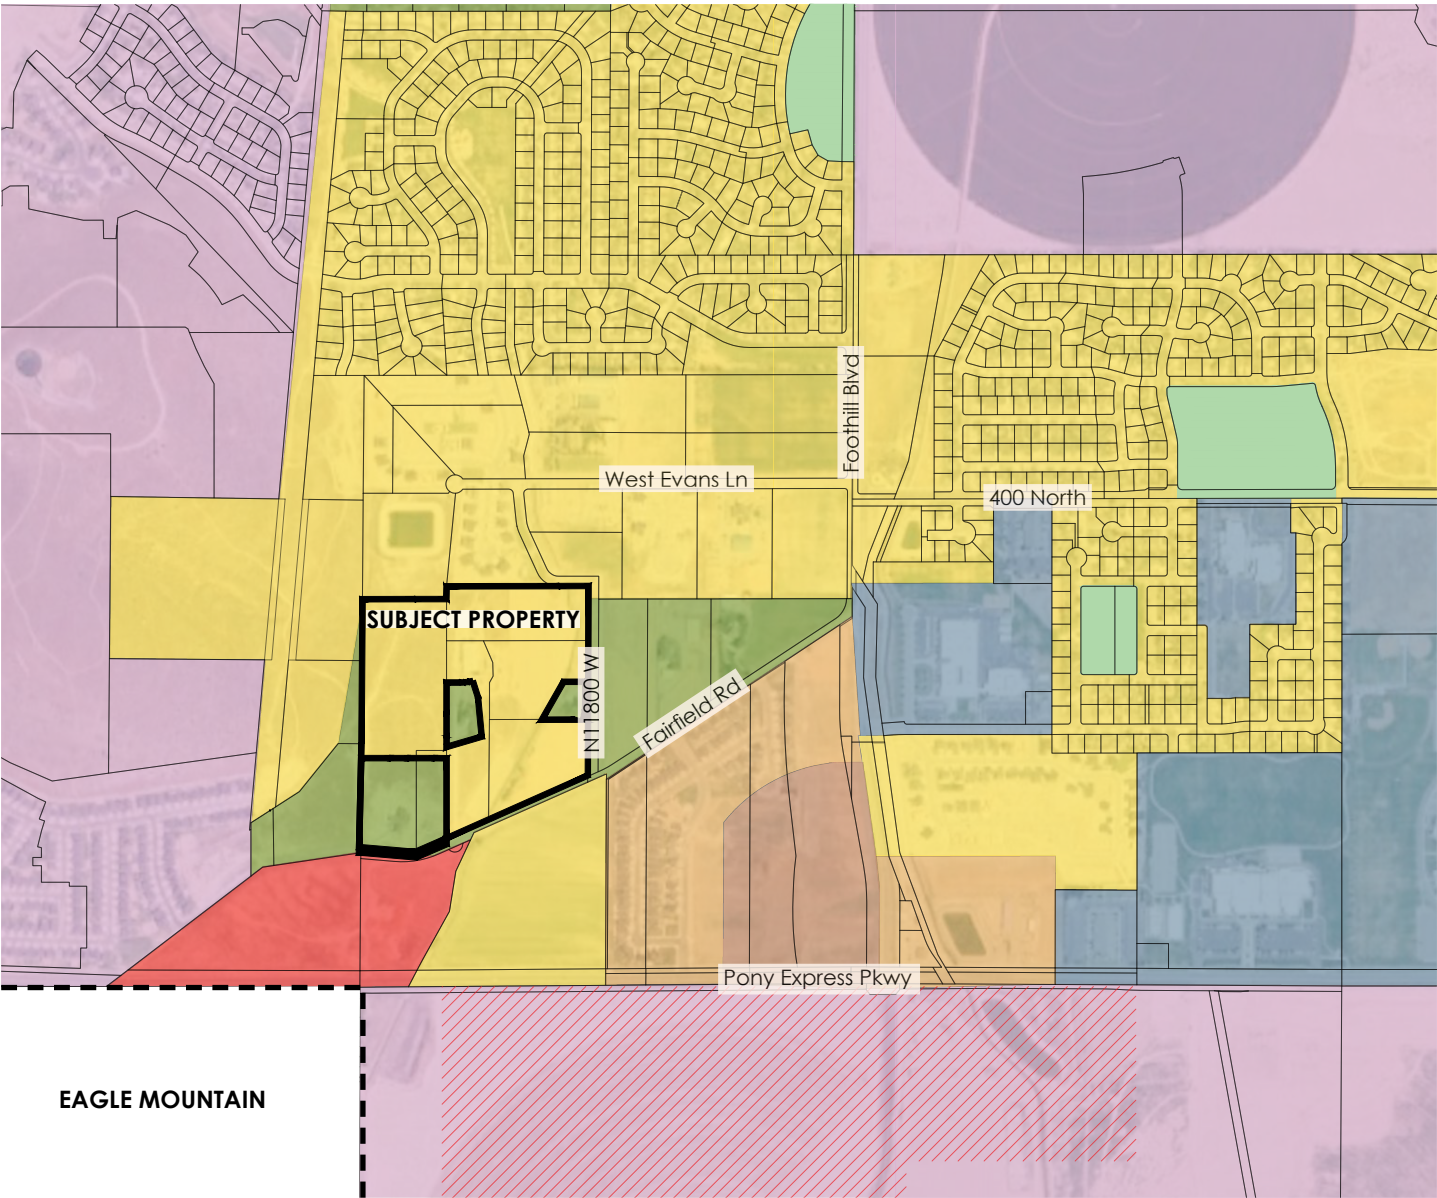 Foothill Blvd
West Evans Ln
400 North
SUBJECT PROPERTY
N11800 W
Fairfield Rd
Pony Express Pkwy
EAGLE MOUNTAIN